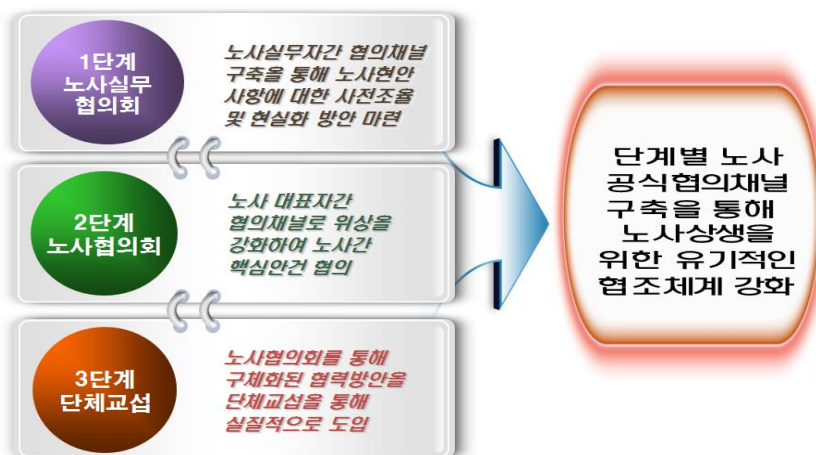 1단계
노사실무
협의회
노사실무자간 협의채널
구축을 통해 노사현안
사항에 대한 사전조율
및 현실화 방안 마련
2단계
노사협의회
노사 대표자간
협의채널로 위상을
강화하여 노사간
핵심안건 협의
3단계
단체교섭
노사협의회를 통해
구체화된 협력방안을
단체교섭을 통해
실질적으로 도입
단계별 노사
공식협의채널
구축을 통해
노사상생을
위한 유기적인
협조체계 강화